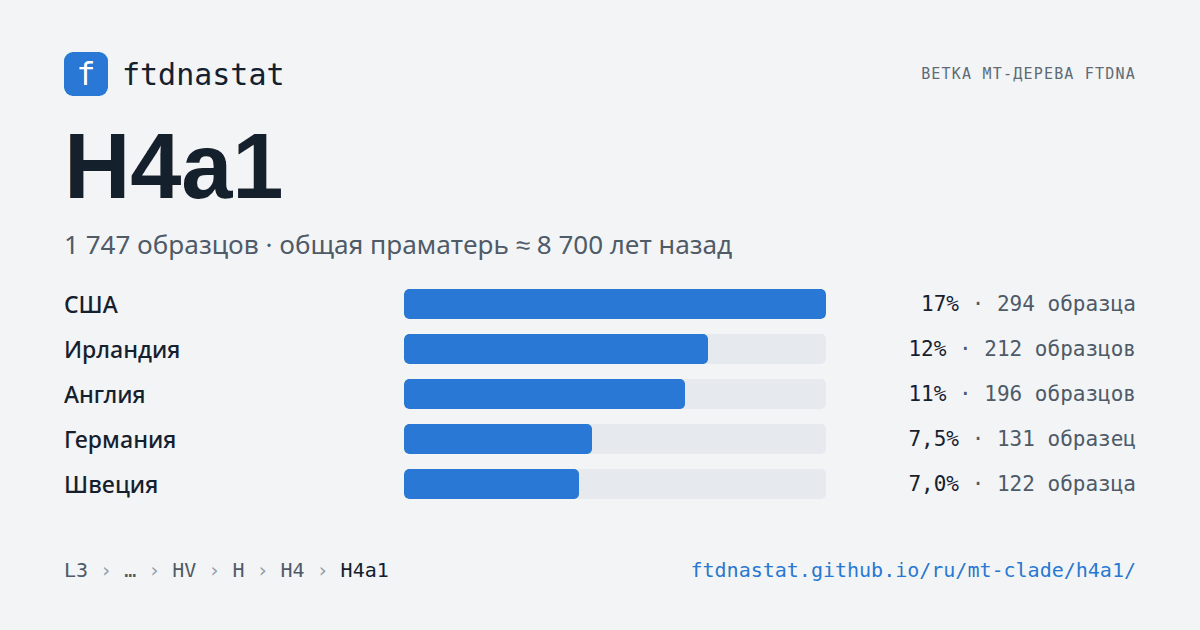 f ftdnastat
ВЕТКА МТ-ДЕРЕВА FTDNA
H4a1
1 747 образцов · общая праматерь ≈ 8 700 лет назад
США 17% · 294 образца
Ирландия 12% · 212 образцов
Англия 11% · 196 образцов
Германия 7,5% · 131 образец
Швеция 7,0% · 122 образца
L3 › … › HV › H › H4 › H4a1
ftdnastat.github.io/ru/mt-clade/h4a1/